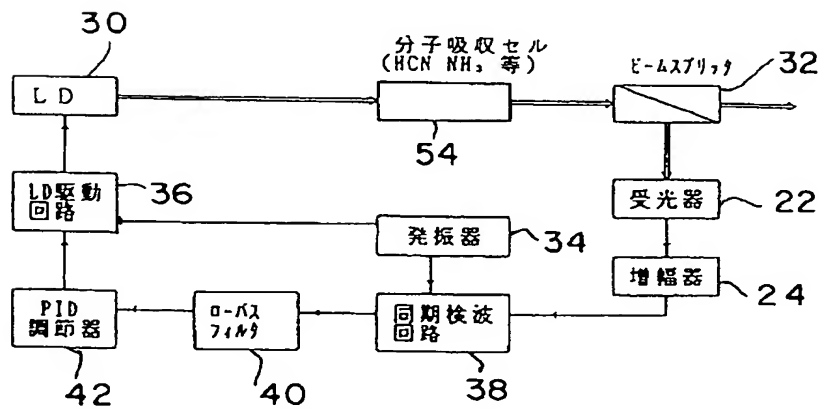 30
LD
分子吸収セル
(HCN NH₃ 等)
54
ビームスプリッタ
32
LD駆動
回路
36
受光器
22
発振器
34
増幅器
24
PID
調節器
42
ローパス
フィルタ
40
同期検波
回路
38